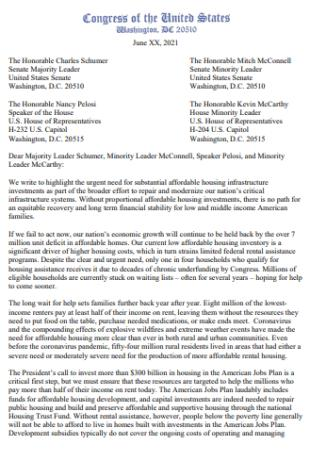 Congress of the United States
Washington, DC 20510
June XX, 2021
The Honorable Charles Schumer
Senate Majority Leader
United States Senate
Washington, D.C. 20510
The Honorable Mitch McConnell
Senate Minority Leader
United States Senate
Washington, D.C. 20510
The Honorable Nancy Pelosi
Speaker of the House
U.S. House of Representatives
H-232 U.S. Capitol
Washington, D.C. 20515
The Honorable Kevin McCarthy
House Minority Leader
U.S. House of Representatives
H-204 U.S. Capitol
Washington, D.C. 20515
Dear Majority Leader Schumer, Minority Leader McConnell, Speaker Pelosi, and Minority
Leader McCarthy:
We write to highlight the urgent need for substantial affordable housing infrastructure
investments as part of the broader effort to repair and modernize our nation's critical
infrastructure systems. Without proportional affordable housing investments, there is no path for
an equitable recovery and long term financial stability for low and middle income American
families.
If we fail to act now, our nation's economic growth will continue to be held back by the over 7
million unit deficit in affordable homes. Our current low affordable housing inventory is a
significant driver of higher housing costs, which in turn strains limited federal rental assistance
programs. Despite the clear and urgent need, only one in four households who qualify for
housing assistance receives it due to decades of chronic underfunding by Congress. Millions of
eligible households are currently stuck on waiting lists – often for several years – hoping for help
to come sooner.
The long wait for help sets families further back year after year. Eight million of the lowest-
income renters pay at least half of their income on rent, leaving them without the resources they
need to put food on the table, purchase needed medications, or make ends meet. Coronavirus
and the compounding effects of explosive wildfires and extreme weather events have made the
need for affordable housing more clear than ever in both rural and urban communities. Even
before the coronavirus pandemic, fifty-four million rural residents lived in areas that had either a
severe need or moderately severe need for the production of more affordable rental housing.
The President's call to invest more than $300 billion in housing in the American Jobs Plan is a
critical first step, but we must ensure that these resources are targeted to help the millions who
pay more than half of their income on rent today. The American Jobs Plan laudably includes
funds for affordable housing development, and capital investments are indeed needed to repair
public housing and build and preserve affordable and supportive housing through the national
Housing Trust Fund. Without rental assistance, however, people below the poverty line generally
will not be able to afford to live in homes built with investments in the American Jobs Plan.
Development subsidies typically do not cover the ongoing costs of operating and managing